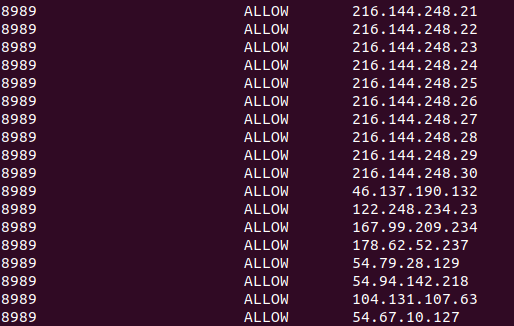 8989 ALLOW 216.144.248.21
8989 ALLOW 216.144.248.22
8989 ALLOW 216.144.248.23
8989 ALLOW 216.144.248.24
8989 ALLOW 216.144.248.25
8989 ALLOW 216.144.248.26
8989 ALLOW 216.144.248.27
8989 ALLOW 216.144.248.28
8989 ALLOW 216.144.248.29
8989 ALLOW 216.144.248.30
8989 ALLOW 46.137.190.132
8989 ALLOW 122.248.234.23
8989 ALLOW 167.99.209.234
8989 ALLOW 178.62.52.237
8989 ALLOW 54.79.28.129
8989 ALLOW 54.94.142.218
8989 ALLOW 104.131.107.63
8989 ALLOW 54.67.10.127